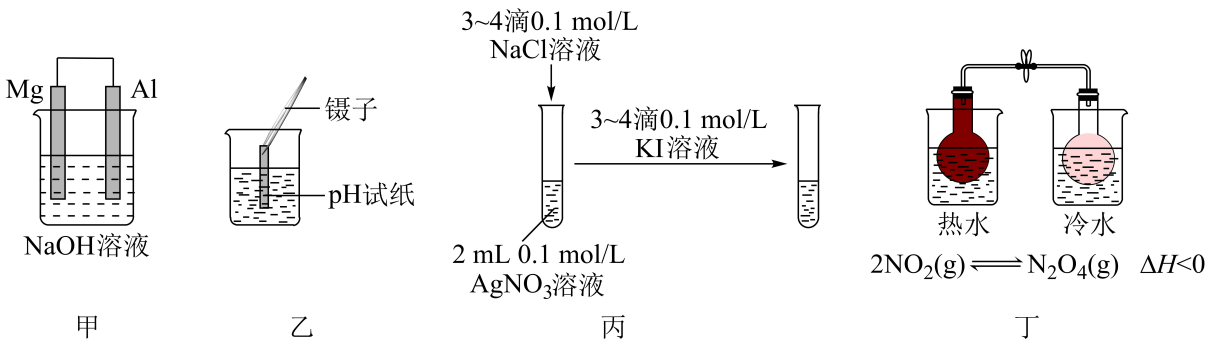 Mg
Al
NaOH溶液
甲
镊子
pH试纸
乙
3~4滴0.1 mol/L
NaCl溶液
3~4滴0.1 mol/L
KI溶液
2 mL 0.1 mol/L
AgNO₃溶液
丙
热水
冷水
2NO₂(g)⇌N₂O₄(g) ΔH<0
丁